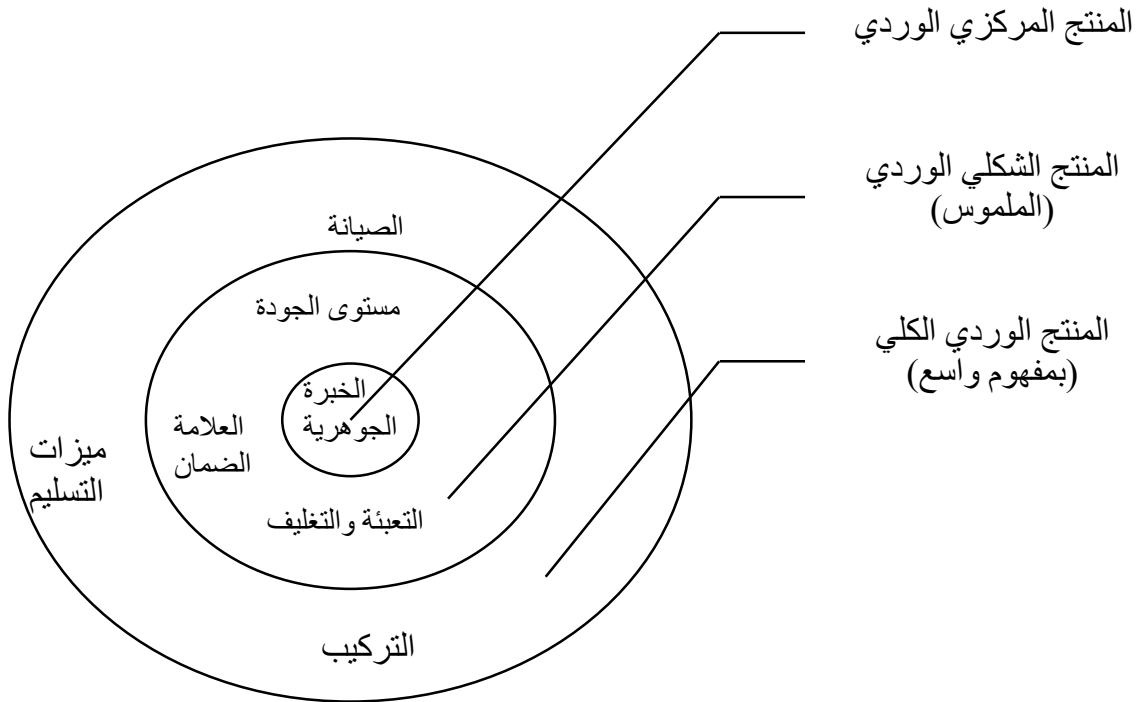 المنتج المركزي الوردي
المنتج الشكلي الوردي
(الملموس)
المنتج الوردي الكلي
(بمفهوم واسع)
الصيانة
مستوى الجودة
الخبرة
الجوهرية
العلامة
الضمان
ميزات
التسليم
التعبئة والتغليف
التركيب